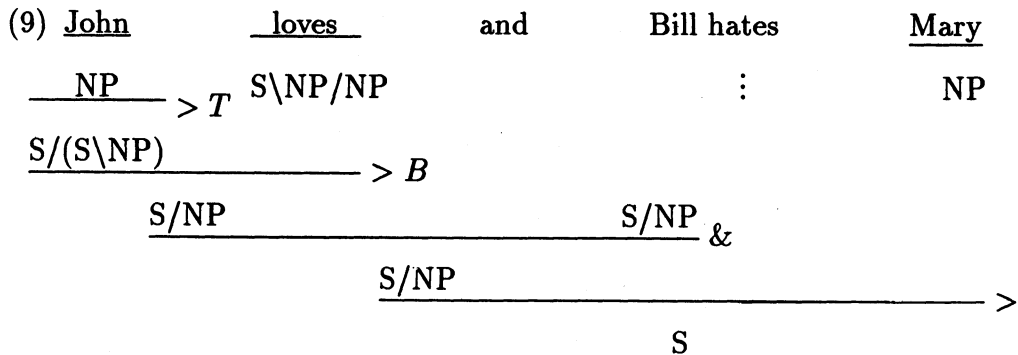 (9) John loves and Bill hates Mary
NP > T S\NP/NP ⋮ NP
S/(S\NP) > B
S/NP S/NP &
S/NP >
S